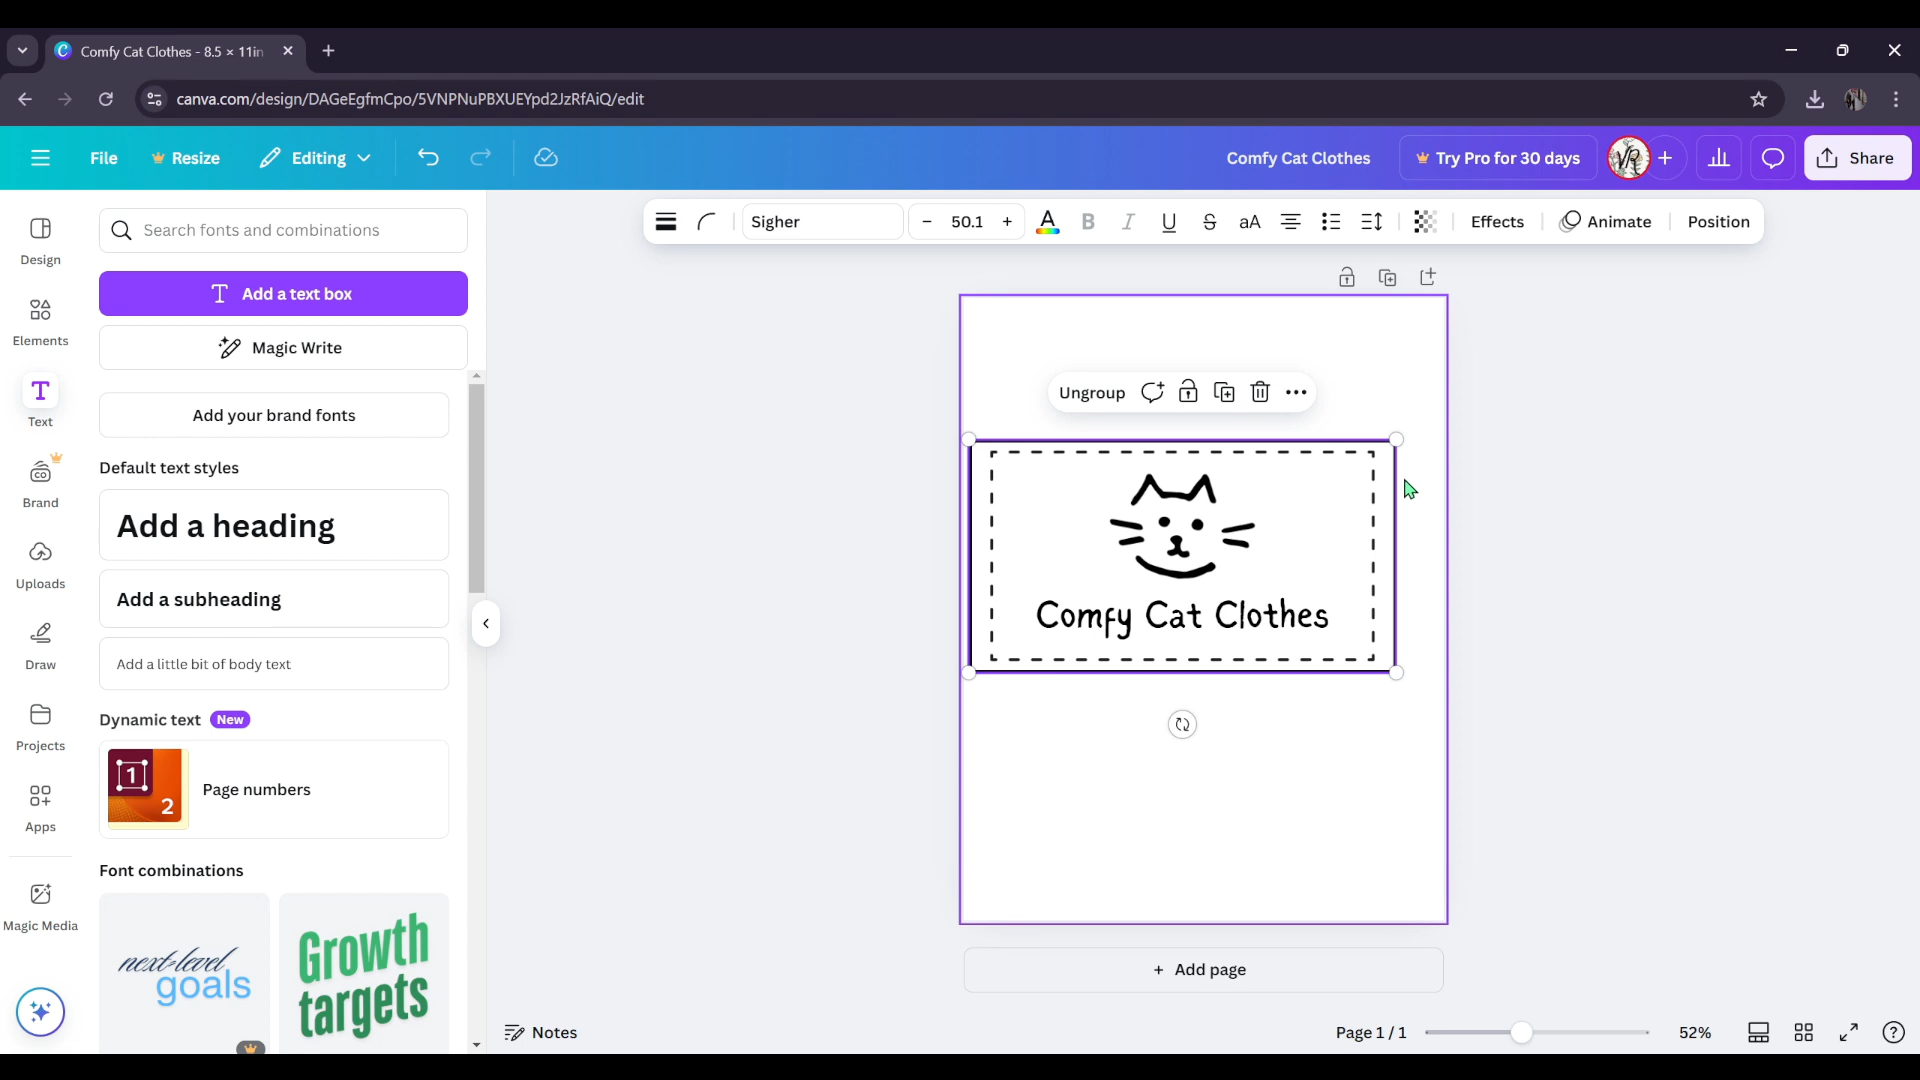 Comfy Cat Clothes - 8.5 × 11in
canva.com/design/DAGeEgfmCpo/5VNPNuPBXUEYpd2JzRfAiQ/edit
File
Resize
Editing
Comfy Cat Clothes
Try Pro for 30 days
Share
Design
Elements
Text
Brand
Uploads
Draw
Projects
Apps
Magic Media
Search fonts and combinations
Add a text box
Magic Write
Add your brand fonts
Default text styles
Add a heading
Add a subheading
Add a little bit of body text
Dynamic text New
1
2
Page numbers
Font combinations
next-level
goals
Growth
targets
Sigher
– 50.1 +
A B I U S aA
Effects
Animate
Position
Ungroup
Comfy Cat Clothes
+ Add page
Notes
Page 1 / 1
52%